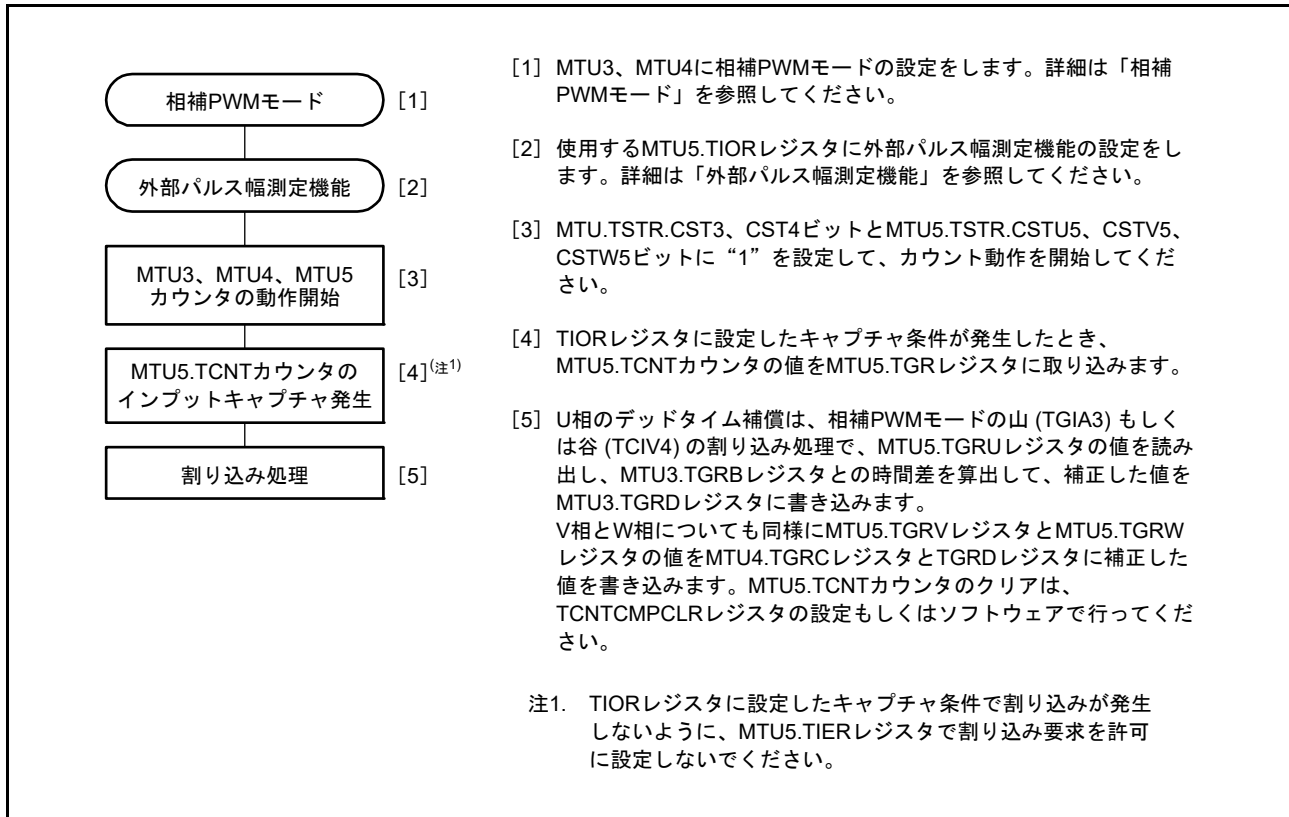 相補PWMモード [1]
外部パルス幅測定機能 [2]
MTU3、MTU4、MTU5
カウンタの動作開始 [3]
MTU5.TCNTカウンタの
インプットキャプチャ発生 [4](注1)
割り込み処理 [5]
[1] MTU3、MTU4に相補PWMモードの設定をします。詳細は「相補
PWMモード」を参照してください。
[2] 使用するMTU5.TIORレジスタに外部パルス幅測定機能の設定をし
ます。詳細は「外部パルス幅測定機能」を参照してください。
[3] MTU.TSTR.CST3、CST4ビットとMTU5.TSTR.CSTU5、CSTV5、
CSTW5ビットに“1”を設定して、カウント動作を開始してくだ
さい。
[4] TIORレジスタに設定したキャプチャ条件が発生したとき、
MTU5.TCNTカウンタの値をMTU5.TGRレジスタに取り込みます。
[5] U相のデッドタイム補償は、相補PWMモードの山 (TGIA3) もしく
は谷 (TCIV4) の割り込み処理で、MTU5.TGRUレジスタの値を読み
出し、MTU3.TGRBレジスタとの時間差を算出して、補正した値を
MTU3.TGRDレジスタに書き込みます。
V相とW相についても同様にMTU5.TGRVレジスタとMTU5.TGRW
レジスタの値をMTU4.TGRCレジスタとTGRDレジスタに補正した
値を書き込みます。MTU5.TCNTカウンタのクリアは、
TCNTCMPCLRレジスタの設定もしくはソフトウェアで行ってくだ
さい。
注1. TIORレジスタに設定したキャプチャ条件で割り込みが発生
しないように、MTU5.TIERレジスタで割り込み要求を許可
に設定しないでください。